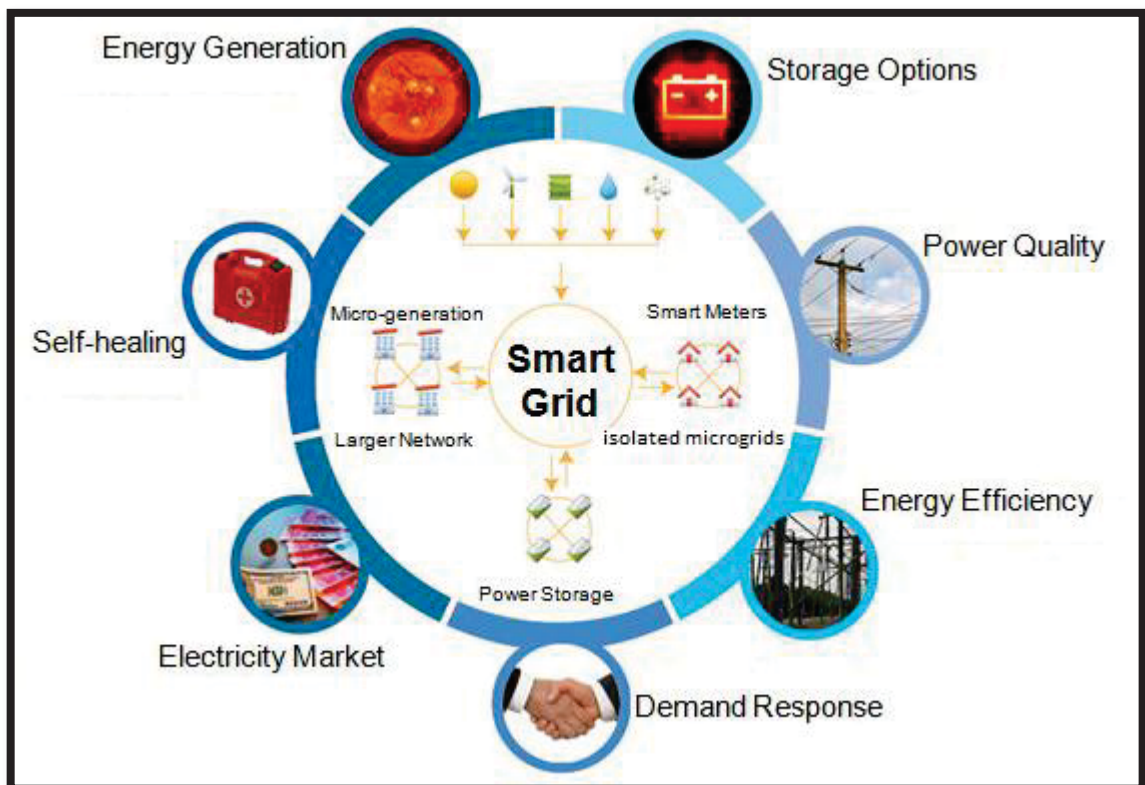 Energy Generation
Storage Options
Power Quality
Self-healing
Micro-generation
Smart Meters
Smart
Grid
Larger Network
isolated microgrids
Energy Efficiency
Power Storage
Electricity Market
Demand Response